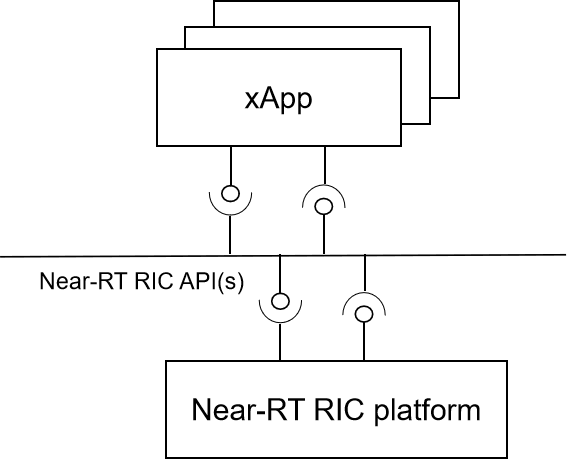 xApp
Near-RT RIC API(s)
Near-RT RIC platform